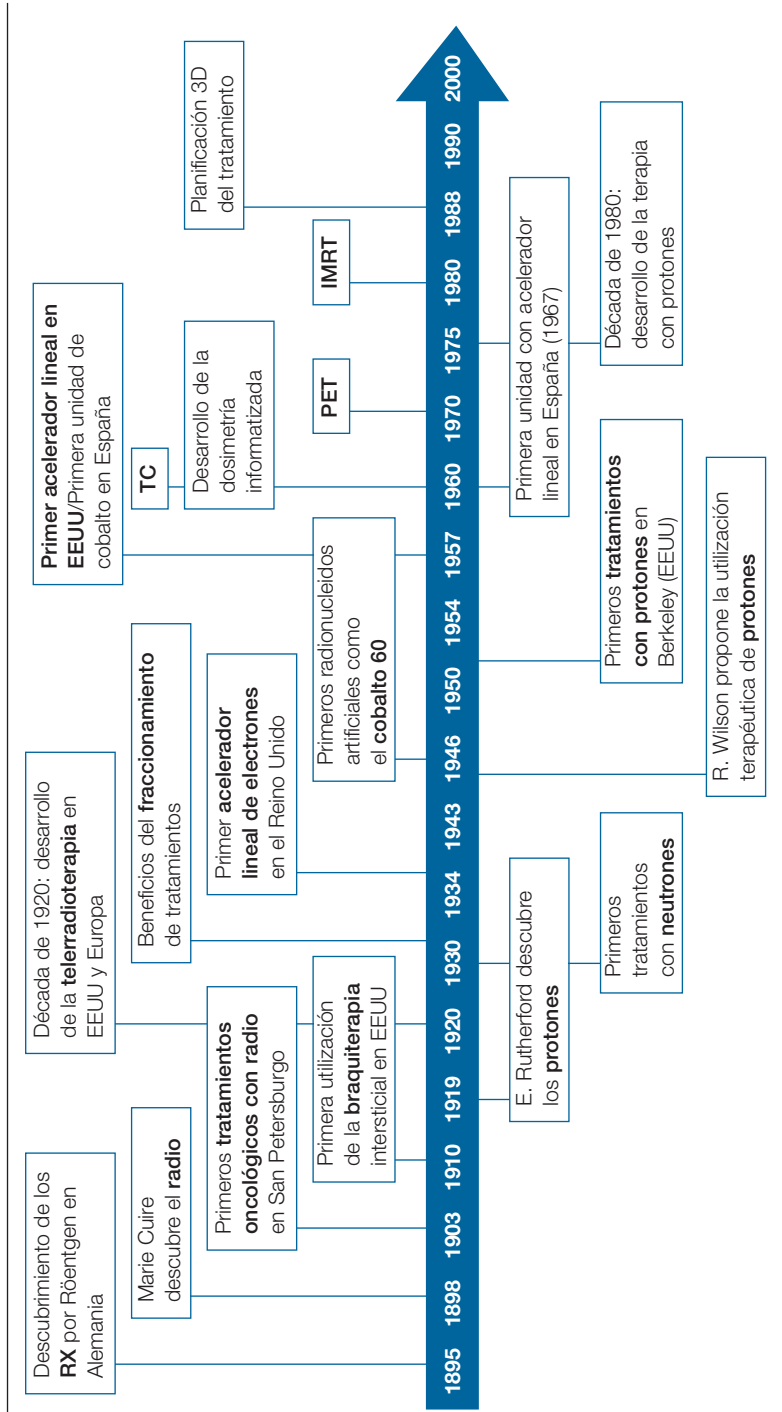 Descubrimiento de los
RX por Röentgen en
Alemania
Marie Cuire
descubre el radio
Primeros tratamientos
oncológicos con radio
en San Petersburgo
Primera utilización
de la braquiterapia
intersticial en EEUU
Década de 1920: desarrollo
de la telerradioterapia en
EEUU y Europa
Beneficios del fraccionamiento
de tratamientos
Primer acelerador
lineal de electrones
en el Reino Unido
Primeros radionucleidos
artificiales como
el cobalto 60
Primer acelerador lineal en
EEUU/Primera unidad de
cobalto en España
TC
Desarrollo de la
dosimetría
informatizada
PET
IMRT
Planificación 3D
del tratamiento
1895 1898 1903 1910 1919 1920 1930 1934 1943 1946 1950 1954 1957 1960 1970 1975 1980 1988 1990 2000
E. Rutherford descubre
los protones
Primeros
tratamientos
con neutrones
R. Wilson propone la utilización
terapéutica de protones
Primeros tratamientos
con protones en
Berkeley (EEUU)
Primera unidad con acelerador
lineal en España (1967)
Década de 1980:
desarrollo de la terapia
con protones